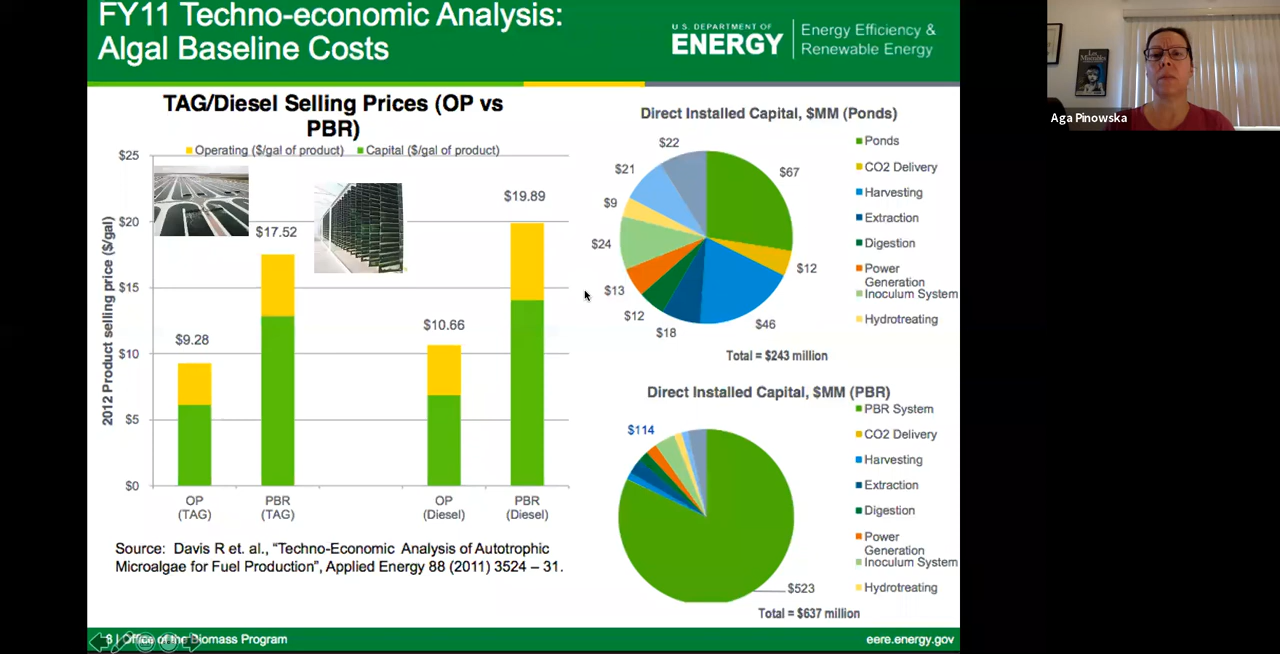 FY11 Techno-economic Analysis:
Algal Baseline Costs
U.S. DEPARTMENT OF
ENERGY
Energy Efficiency &
Renewable Energy
Aga Pinowska
TAG/Diesel Selling Prices (OP vs
PBR)
Operating ($/gal of product) Capital ($/gal of product)
2012 Product selling price ($/gal)
$25
$20
$15
$10
$5
$0
$9.28
$17.52
$10.66
$19.89
OP
(TAG)
PBR
(TAG)
OP
(Diesel)
PBR
(Diesel)
Source: Davis R et. al., “Techno-Economic Analysis of Autotrophic
Microalgae for Fuel Production”, Applied Energy 88 (2011) 3524 – 31.
Direct Installed Capital, $MM (Ponds)
$67
$12
$46
$18
$12
$13
$24
$9
$21
$22
Ponds
CO2 Delivery
Harvesting
Extraction
Digestion
Power
Generation
Inoculum System
Hydrotreating
Total = $243 million
Direct Installed Capital, $MM (PBR)
$114
$523
PBR System
CO2 Delivery
Harvesting
Extraction
Digestion
Power
Generation
Inoculum System
Hydrotreating
Total = $637 million
8 | Office of the Biomass Program
eere.energy.gov